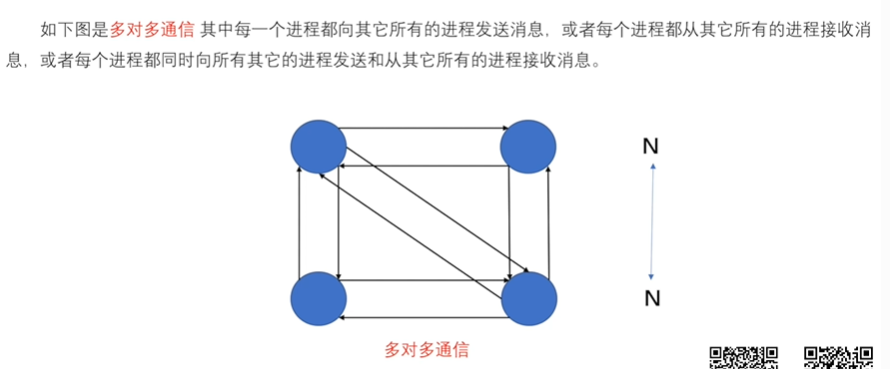 如下图是多对多通信 其中每一个进程都向其它所有的进程发送消息，或者每个进程都从其它所有的进程接收消
息，或者每个进程都同时向所有其它的进程发送和从其它所有的进程接收消息。
N
N
多对多通信